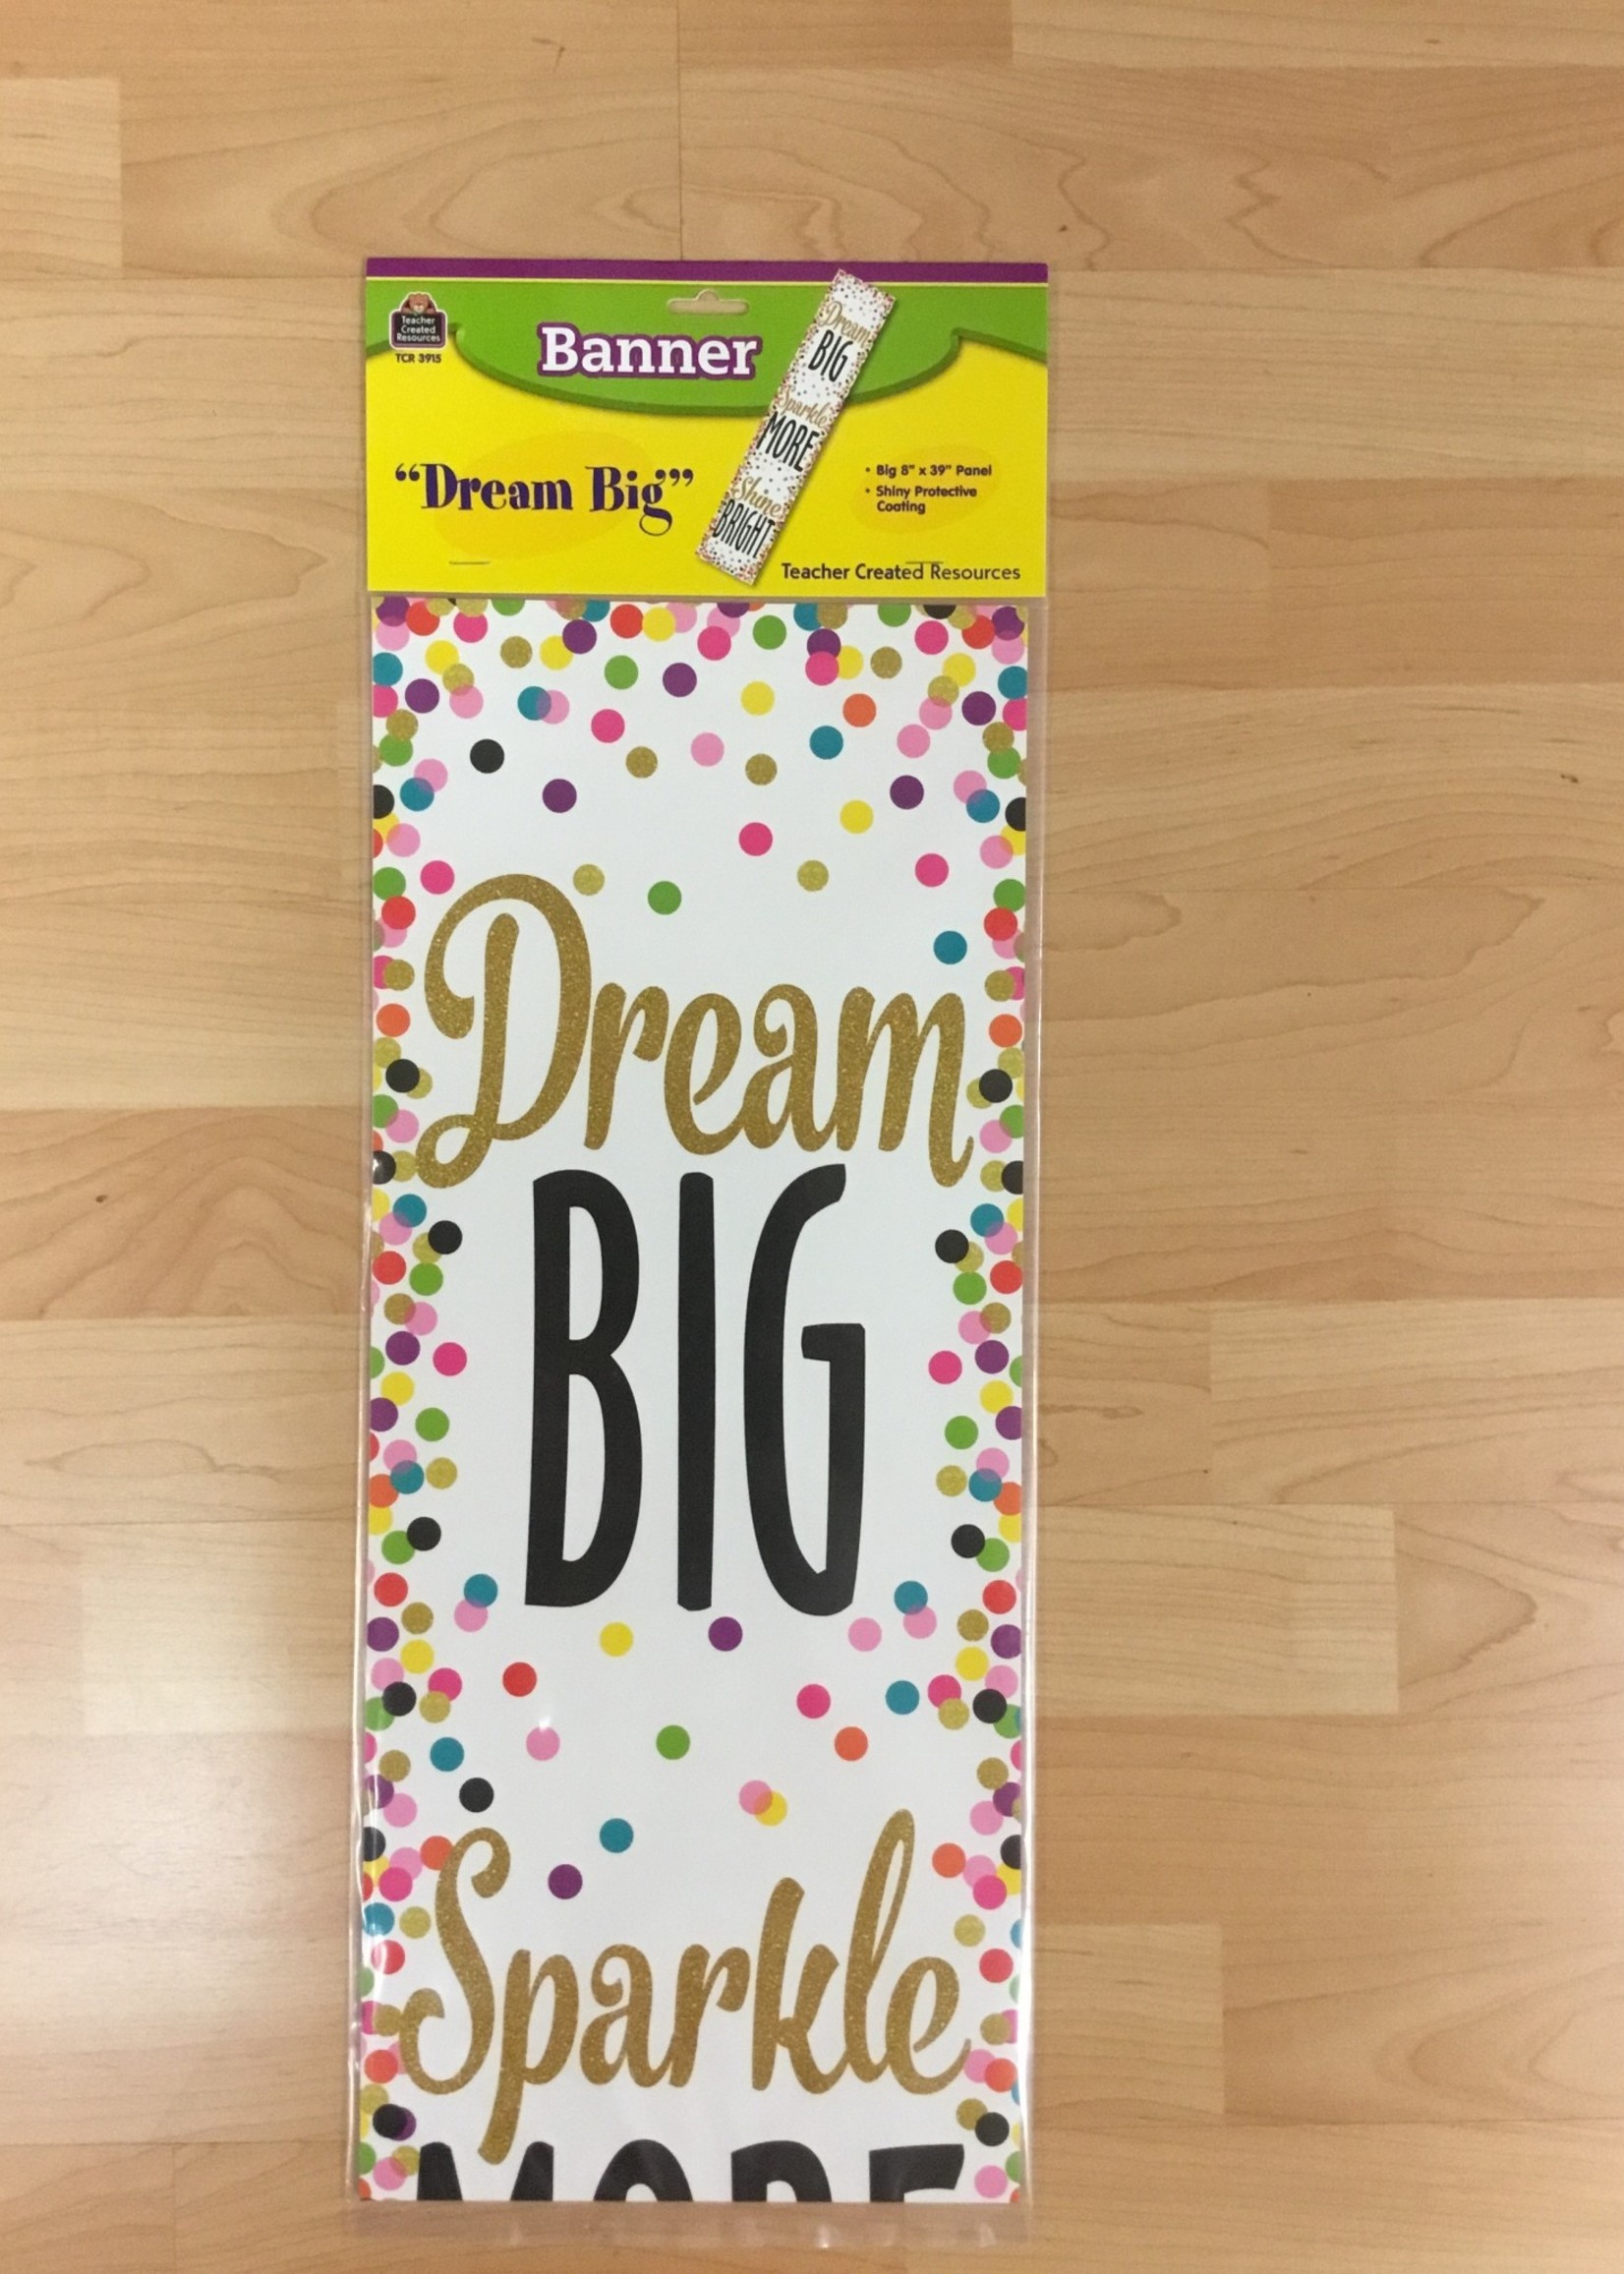 Teacher
Created
Resources
TCR 3915
Banner
“Dream Big”
Dream
BIG
Sparkle
MORE
Shine
BRIGHT
• Big 8" x 39" Panel
• Shiny Protective
Coating
Teacher Created Resources
Dream
BIG
Sparkle
MORE